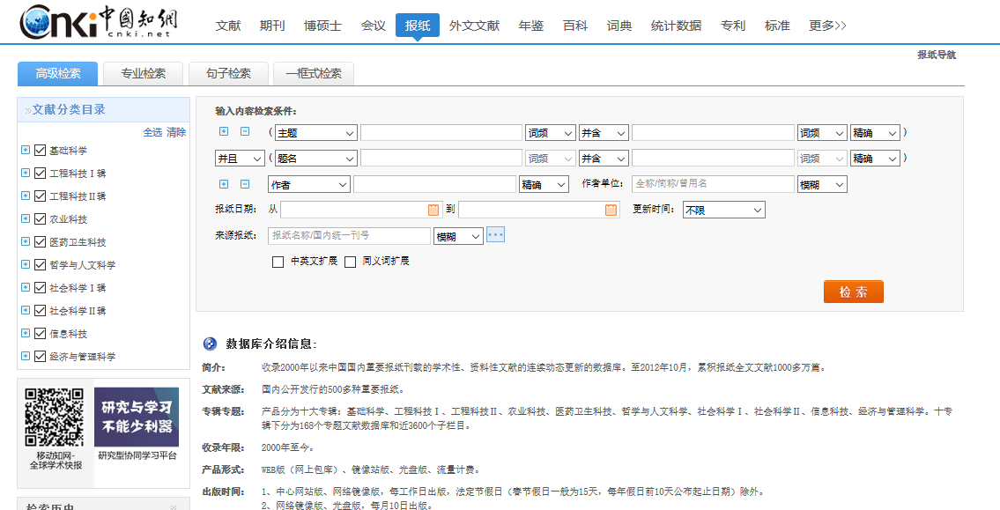 Cnki中国知网
cnki.net
文献 期刊 博硕士 会议 报纸 外文文献 年鉴 百科 词典 统计数据 专利 标准 更多>>
报纸导航
高级检索 专业检索 句子检索 一框式检索
»文献分类目录
全选 清除
基础科学
工程科技Ⅰ辑
工程科技Ⅱ辑
农业科技
医药卫生科技
哲学与人文科学
社会科学Ⅰ辑
社会科学Ⅱ辑
信息科技
经济与管理科学
研究与学习
不能少利器
移动知网-
全球学术快报
研究型协同学习平台
检索历史
输入内容检索条件:
( 主题 词频 并含 词频 精确 )
并且 ( 题名 词频 并含 词频 精确 )
作者 精确 作者单位: 全称/简称/曾用名 模糊
报纸日期: 从 到 更新时间: 不限
来源报纸: 报纸名称/国内统一刊号 模糊 ...
中英文扩展 同义词扩展
检索
数据库介绍信息:
简介: 收录2000年以来中国国内重要报纸刊载的学术性、资料性文献的连续动态更新的数据库。至2012年10月，累积报纸全文文献1000多万篇。
文献来源: 国内公开发行的500多种重要报纸。
专辑专题: 产品分为十大专辑: 基础科学、工程科技Ⅰ、工程科技Ⅱ、农业科技、医药卫生科技、哲学与人文科学、社会科学Ⅰ、社会科学Ⅱ、信息科技、经济与管理科学。十专
辑下分为168个专题文献数据库和近3600个子栏目。
收录年限: 2000年至今。
产品形式: WEB版（网上包库）、镜像站版、光盘版、流量计费。
出版时间: 1、中心网站版、网络镜像版，每工作日出版，法定节假日（春节假日一般为15天，每年假日前10天公布起止日期）除外。
2、网络镜像版、光盘版，每月10日出版。